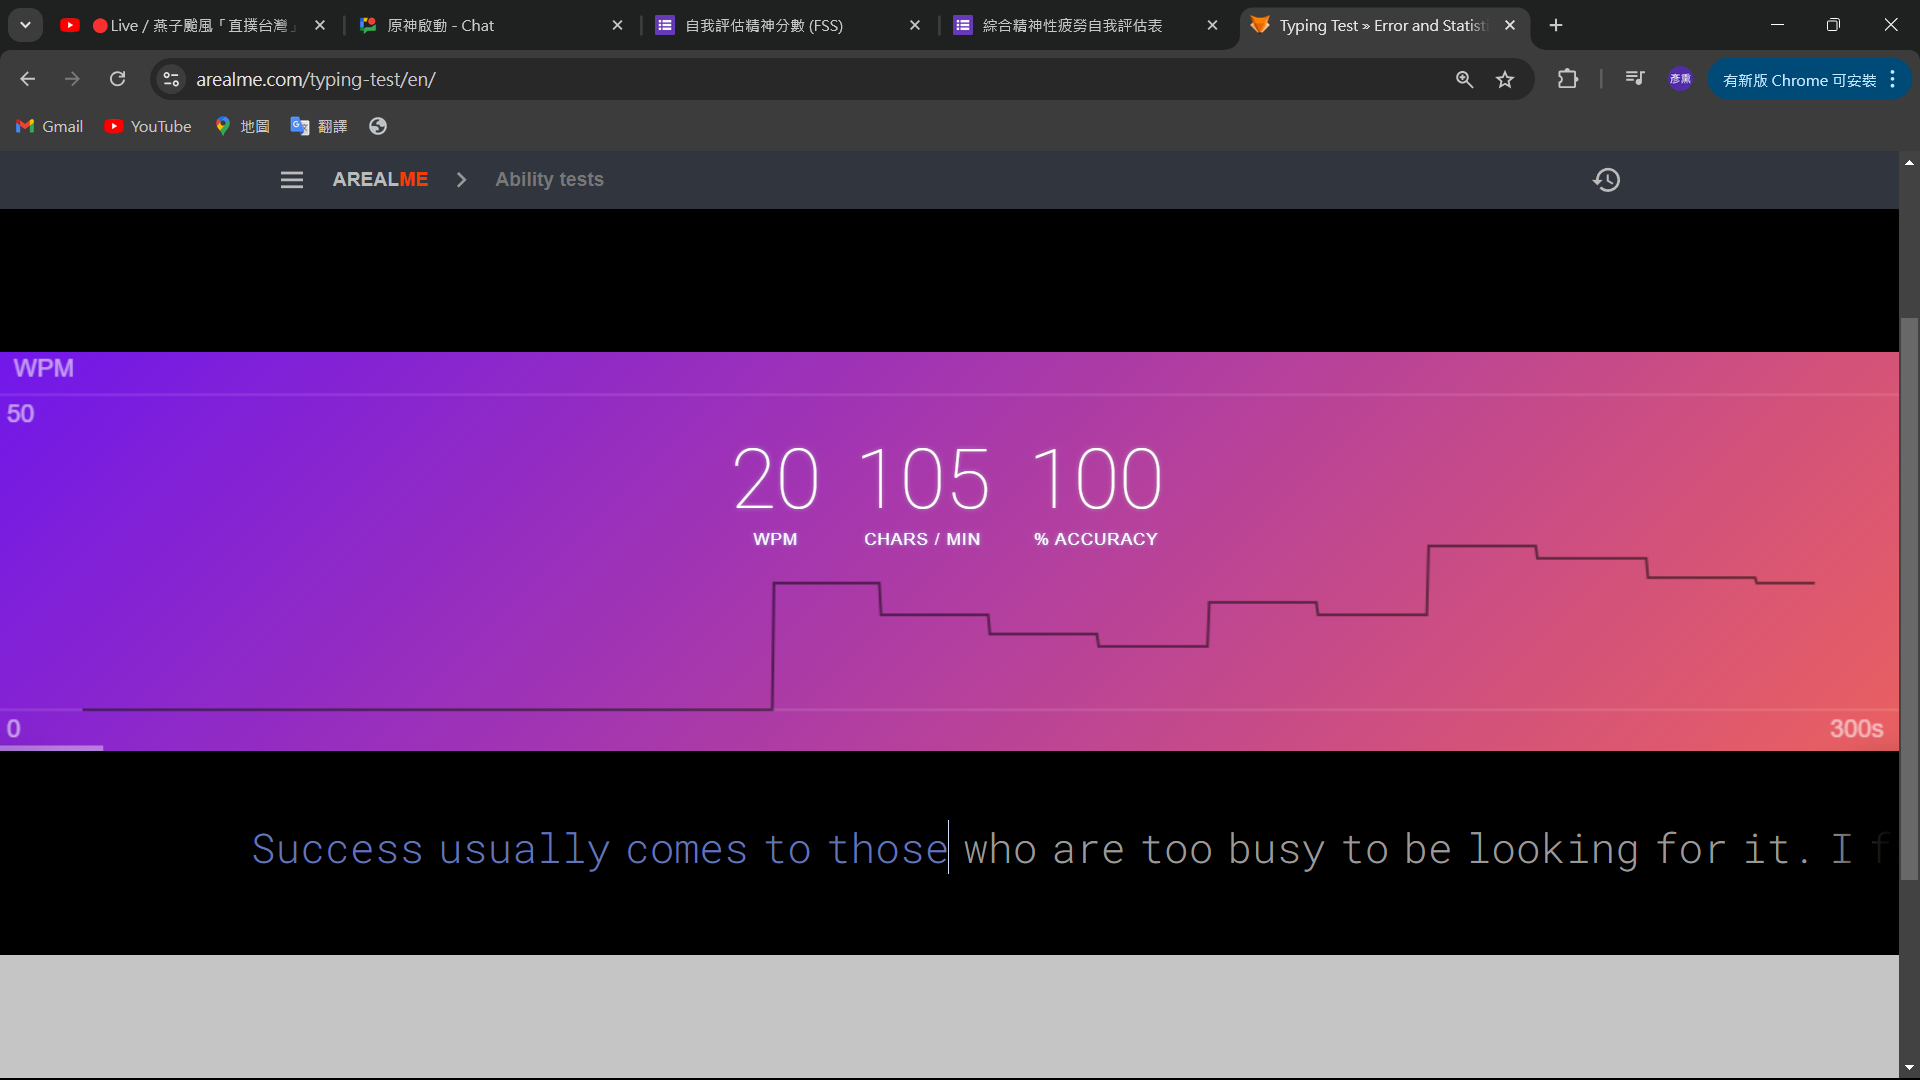 Live / 燕子颱風「直撲台灣」
原神啟動 - Chat
自我評估精神分數 (FSS)
綜合精神性疲勞自我評估表
Typing Test » Error and Statisti
arealme.com/typing-test/en/
彥熏
有新版 Chrome 可安裝
Gmail
YouTube
地圖
翻譯
AREALME
Ability tests
WPM
50
20 105 100
WPM CHARS / MIN % ACCURACY
0
300s
Success usually comes to those who are too busy to be looking for it. I f